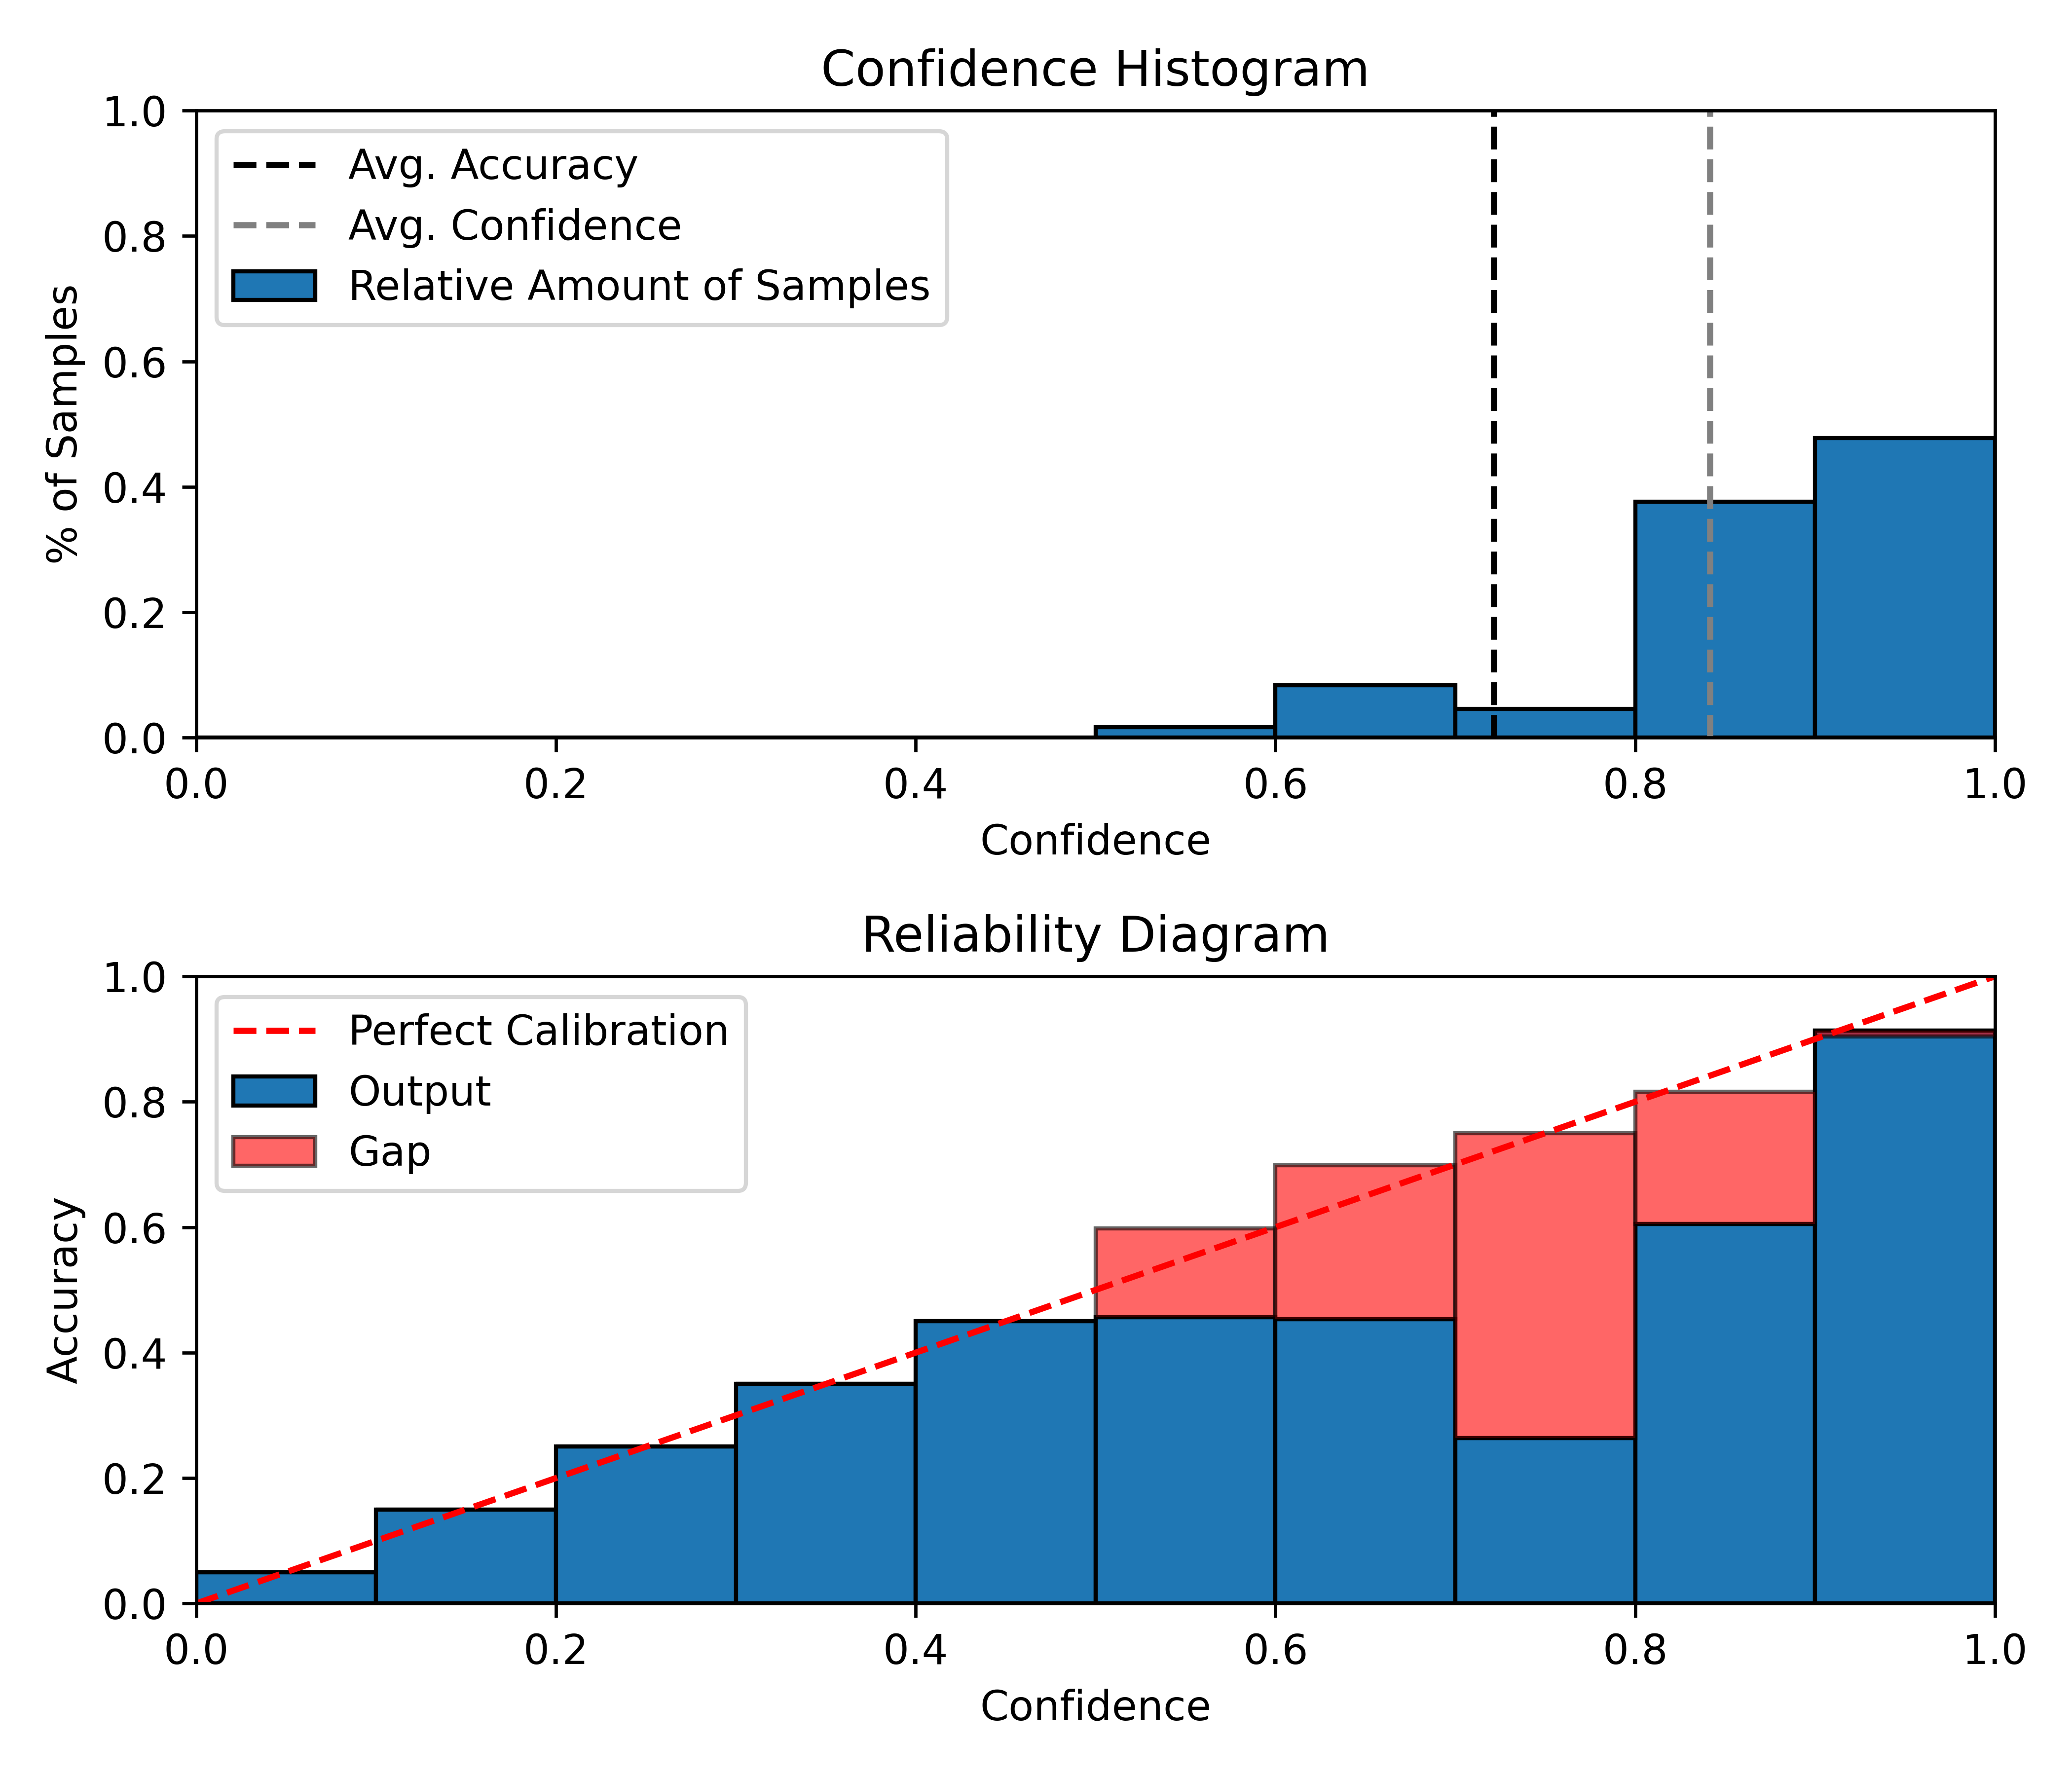 Confidence Histogram
1.0
0.8
0.6
0.4
0.2
0.0
% of Samples
Avg. Accuracy
Avg. Confidence
Relative Amount of Samples
0.0 0.2 0.4 0.6 0.8 1.0
Confidence
Reliability Diagram
1.0
0.8
0.6
0.4
0.2
0.0
Accuracy
Perfect Calibration
Output
Gap
0.0 0.2 0.4 0.6 0.8 1.0
Confidence